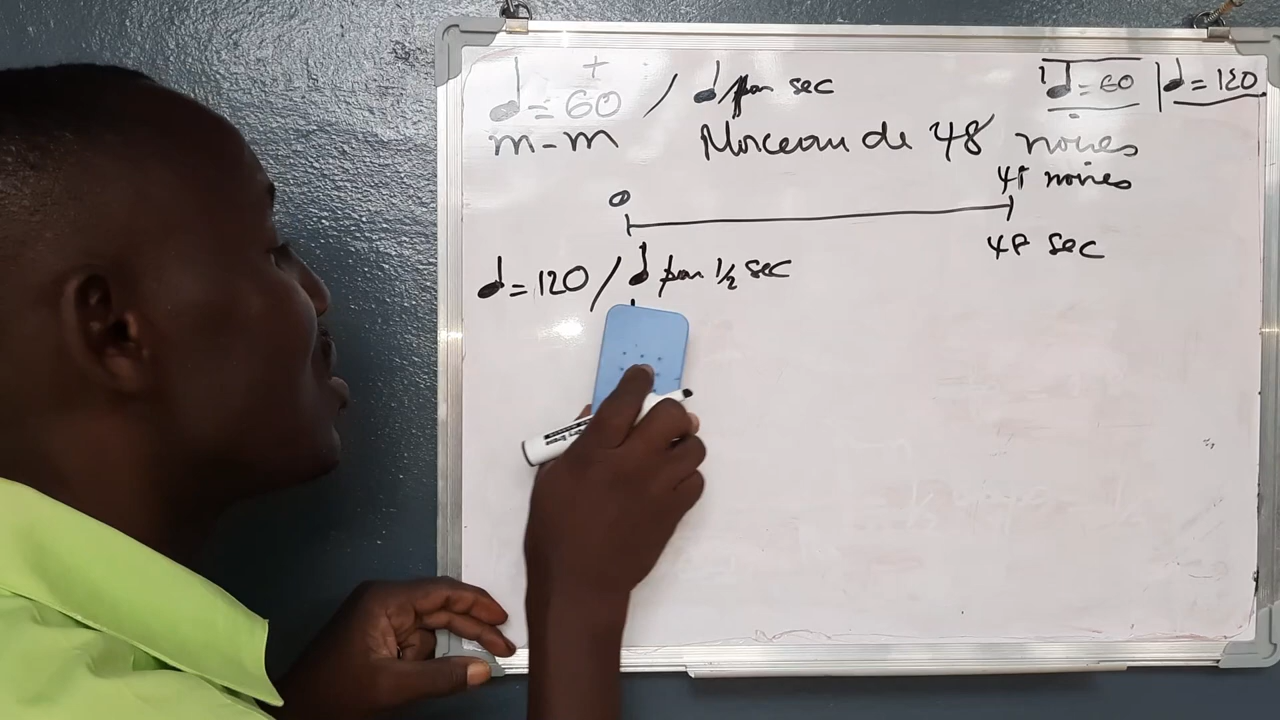 ♩ = 60 / ♩ par sec
♩ = 60 | ♩ = 120
m-m Morceau de 48 noires
48 noires
0
48 sec
♩ = 120 / ♩ par 1/2 sec